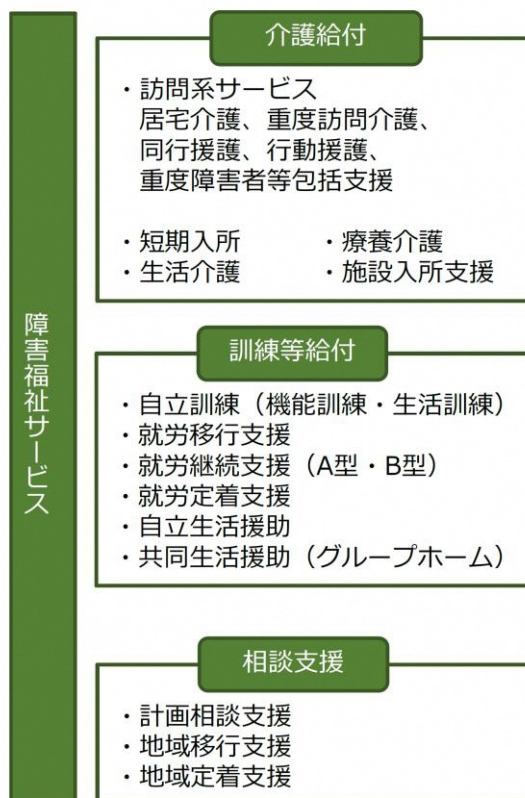 障害福祉サービス
介護給付
・訪問系サービス
居宅介護、重度訪問介護、
同行援護、行動援護、
重度障害者等包括支援
・短期入所　・療養介護
・生活介護　・施設入所支援
訓練等給付
・自立訓練（機能訓練・生活訓練）
・就労移行支援
・就労継続支援（A型・B型）
・就労定着支援
・自立生活援助
・共同生活援助（グループホーム）
相談支援
・計画相談支援
・地域移行支援
・地域定着支援